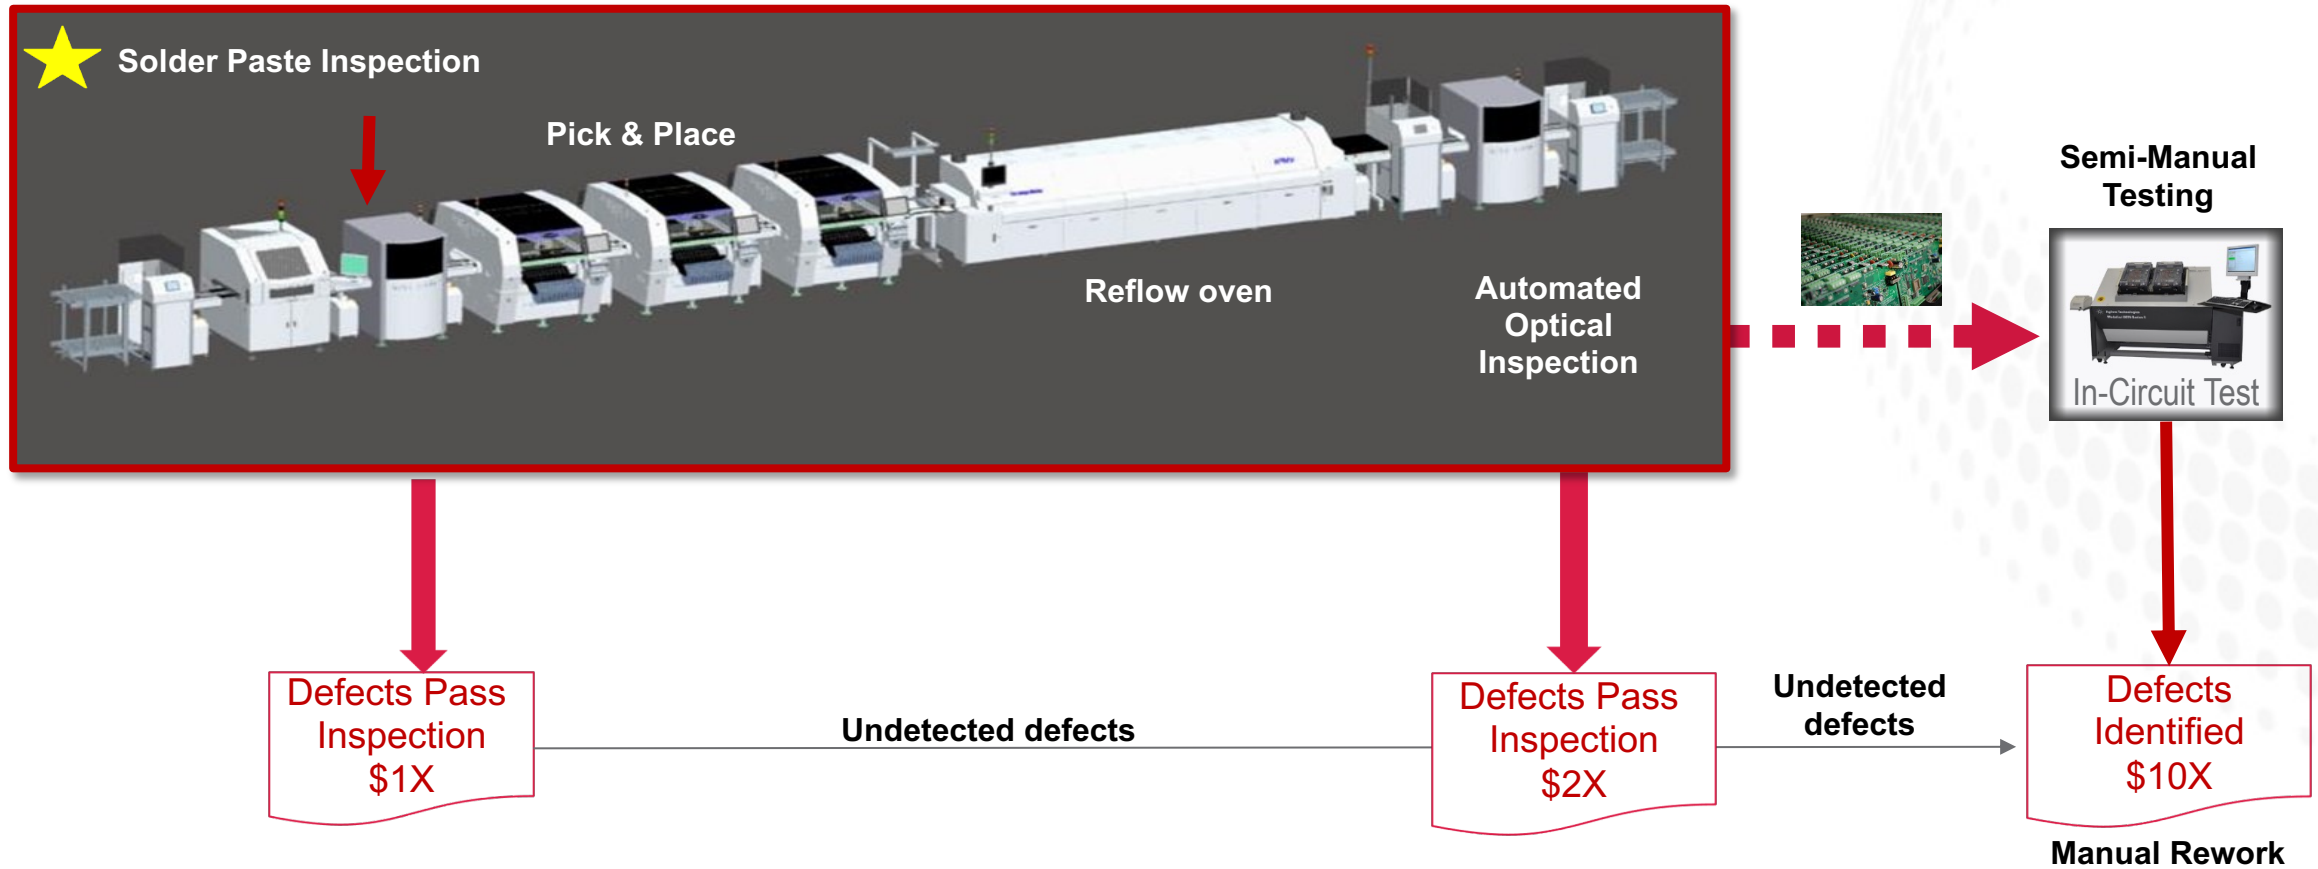 Solder Paste Inspection
Pick & Place
Reflow oven
Automated
Optical
Inspection
Semi-Manual
Testing
In-Circuit Test
Defects Pass
Inspection
$1X
Undetected defects
Defects Pass
Inspection
$2X
Undetected
defects
Defects
Identified
$10X
Manual Rework